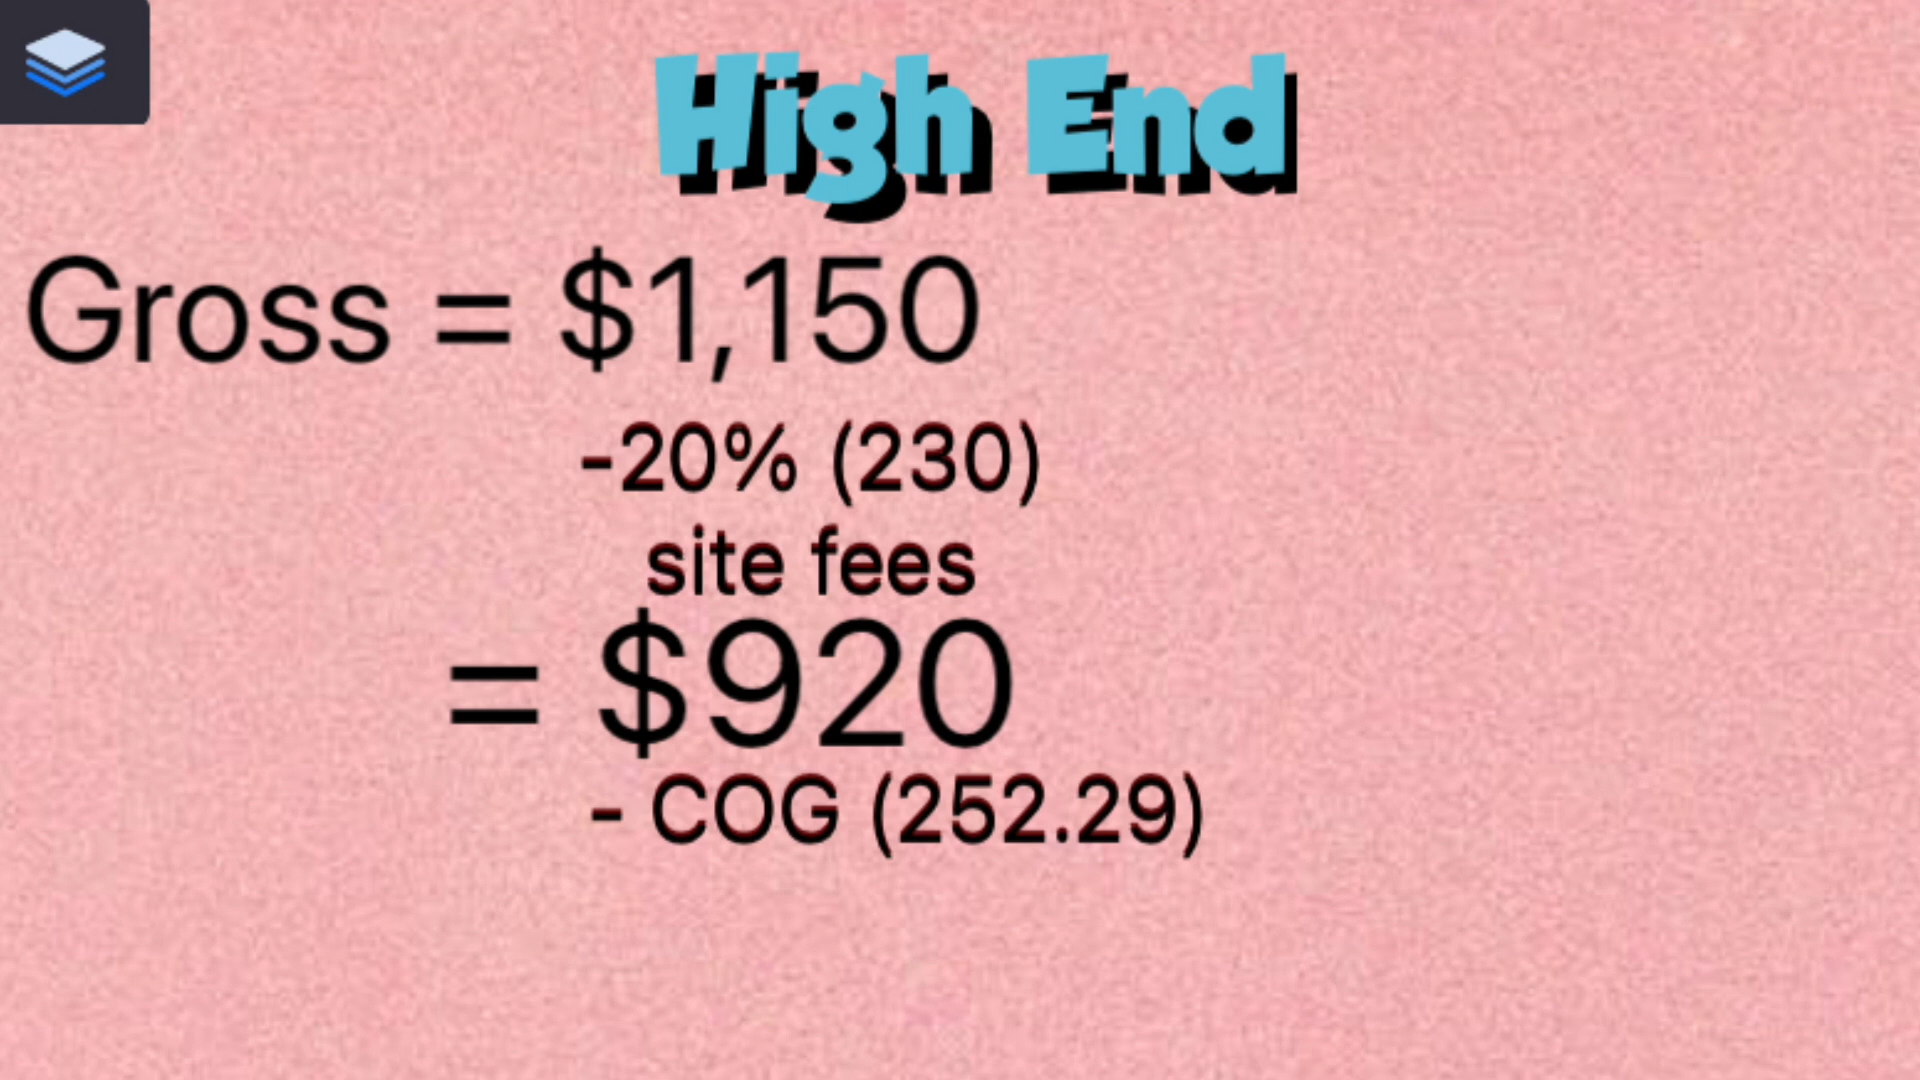 High End
Gross = $1,150
-20% (230)
site fees
= $920
- COG (252.29)